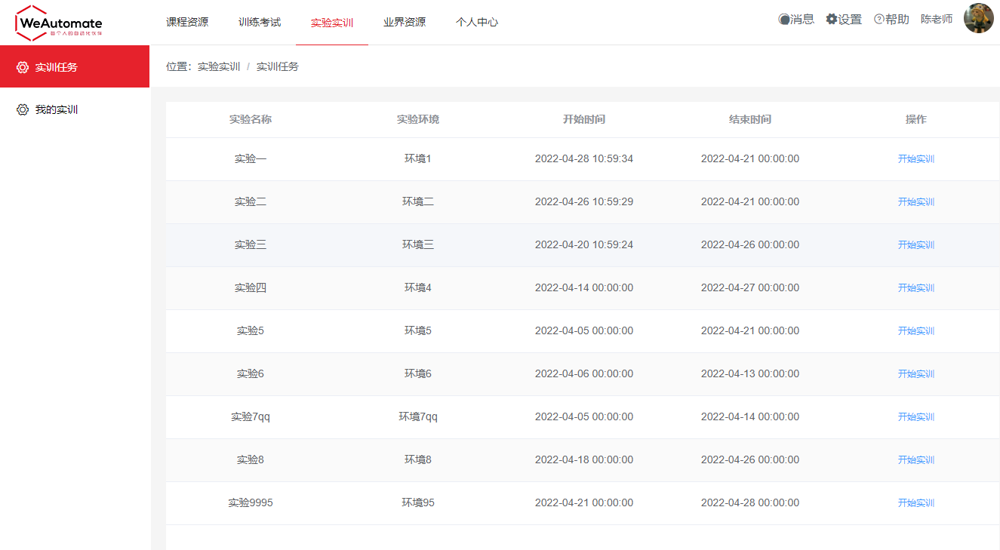 WeAutomate
每个人的自动化伙伴
课程资源 训练考试 实验实训 业界资源 个人中心
消息 设置 帮助 陈老师
实训任务
我的实训
位置：实验实训 / 实训任务
实验名称 实验环境 开始时间 结束时间 操作
实验一 环境1 2022-04-28 10:59:34 2022-04-21 00:00:00 开始实训
实验二 环境二 2022-04-26 10:59:29 2022-04-21 00:00:00 开始实训
实验三 环境三 2022-04-20 10:59:24 2022-04-26 00:00:00 开始实训
实验四 环境4 2022-04-14 00:00:00 2022-04-27 00:00:00 开始实训
实验5 环境5 2022-04-05 00:00:00 2022-04-21 00:00:00 开始实训
实验6 环境6 2022-04-06 00:00:00 2022-04-13 00:00:00 开始实训
实验7qq 环境7qq 2022-04-05 00:00:00 2022-04-14 00:00:00 开始实训
实验8 环境8 2022-04-18 00:00:00 2022-04-26 00:00:00 开始实训
实验9995 环境95 2022-04-21 00:00:00 2022-04-28 00:00:00 开始实训